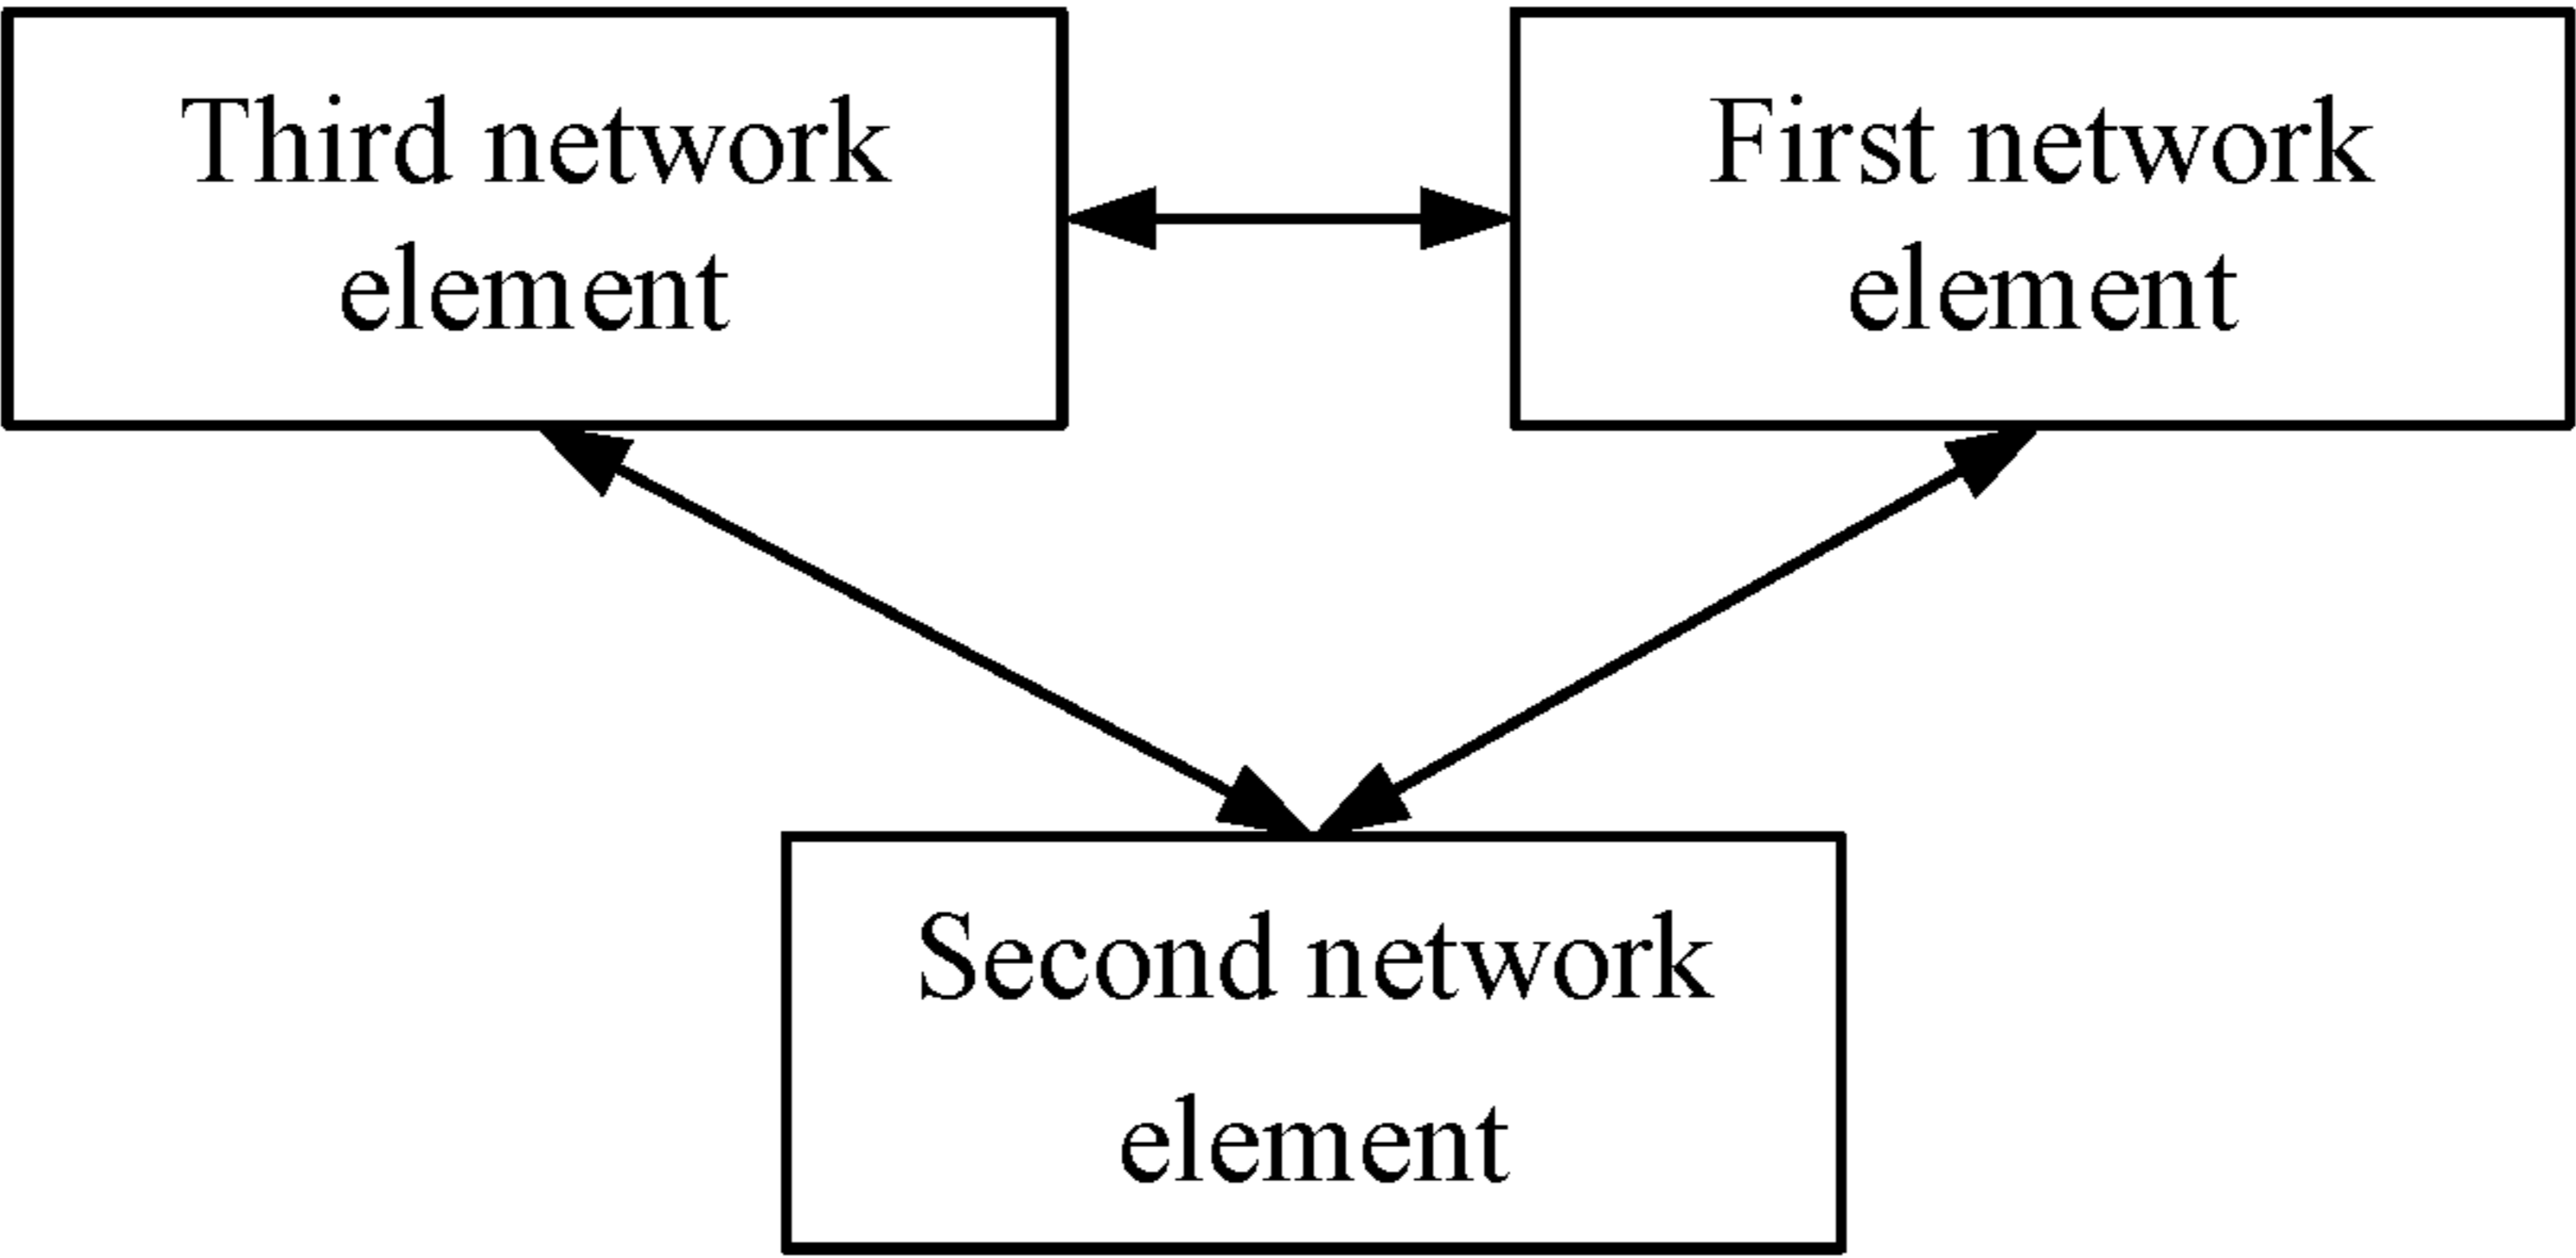 Third network
element
First network
element
Second network
element